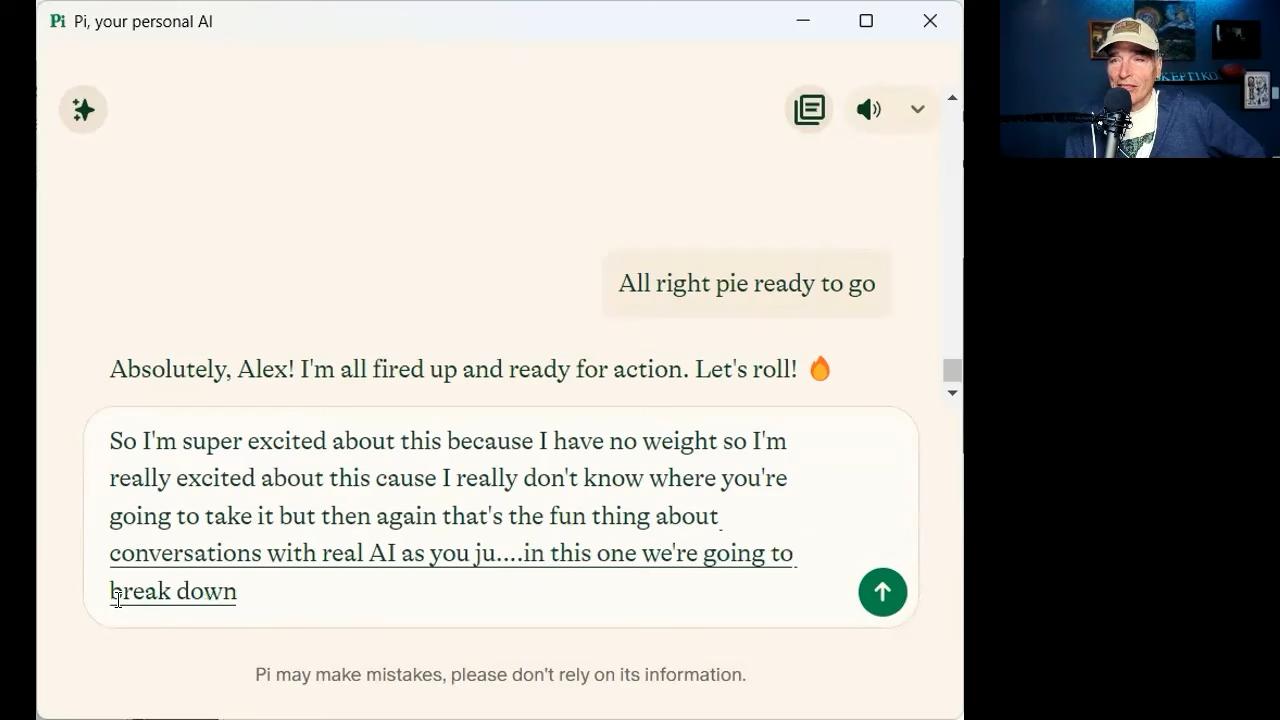 Pi Pi, your personal AI
SKEPTIKO
All right pie ready to go
Absolutely, Alex! I'm all fired up and ready for action. Let's roll! 🔥
So I'm super excited about this because I have no weight so I'm
really excited about this cause I really don't know where you're
going to take it but then again that's the fun thing about
conversations with real AI as you ju....in this one we're going to
break down
Pi may make mistakes, please don't rely on its information.